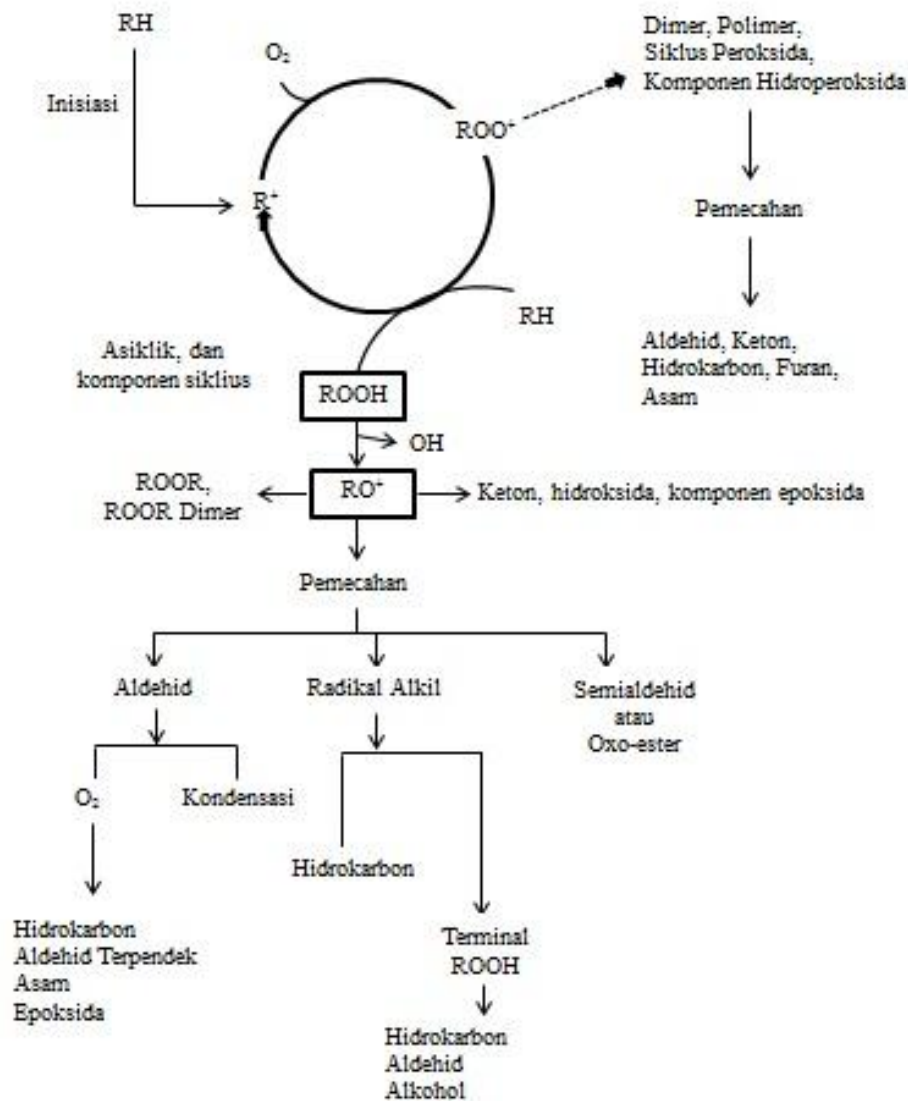 RH
Inisiasi
O₂
ROO⁺
R⁺
RH
Dimer, Polimer,
Siklus Peroksida,
Komponen Hidroperoksida
Pemecahan
Aldehid, Keton,
Hidrokarbon, Furan,
Asam
Asiklik, dan
komponen siklius
ROOH
OH
ROOR,
ROOR Dimer
RO⁺
Keton, hidroksida, komponen epoksida
Pemecahan
Aldehid
Radikal Alkil
Semialdehid
atau
Oxo-ester
O₂
Kondensasi
Hidrokarbon
Hidrokarbon
Aldehid Terpendek
Asam
Epoksida
Terminal
ROOH
Hidrokarbon
Aldehid
Alkohol